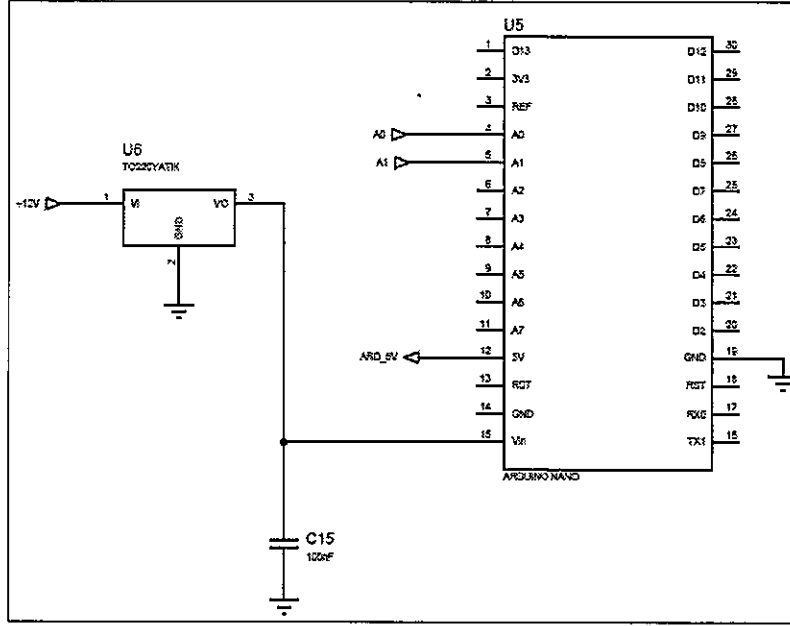 U5
1 D13 D12 30
2 3V3 D11 29
3 REF D10 28
A0 4 A0 D9 27
A1 5 A1 D8 26
6 A2 D7 25
7 A3 D6 24
8 A4 D5 23
9 A5 D4 22
10 A6 D3 21
11 A7 D2 20
ARD_5V 12 5V GND 19
13 RST RST 18
14 GND RX0 17
15 Vin TX1 16
ARDUINO NANO
U6
TO220YATIK
+12V 1 VI VO 3
GND
2
C15
100nF